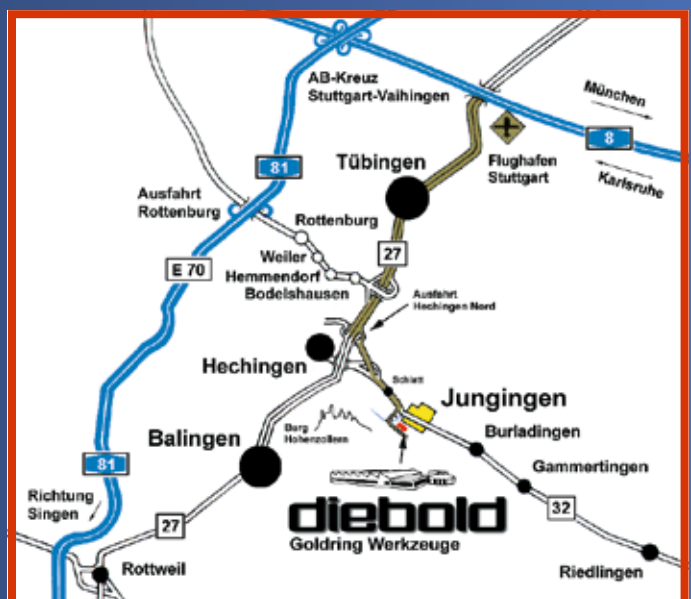 AB-Kreuz
Stuttgart-Vaihingen
München
8
Karlsruhe
Flughafen
Stuttgart
Tübingen
81
Ausfahrt
Rottenburg
Rottenburg
Weiler
Hemmendorf
Bodelshausen
27
E 70
Ausfahrt
Hechingen Nord
Hechingen
Schlatt
Jungingen
Burg
Hohenzollern
Burladingen
Balingen
Gammertingen
81
Richtung
Singen
27
32
diebold
Goldring Werkzeuge
Rottweil
Riedlingen